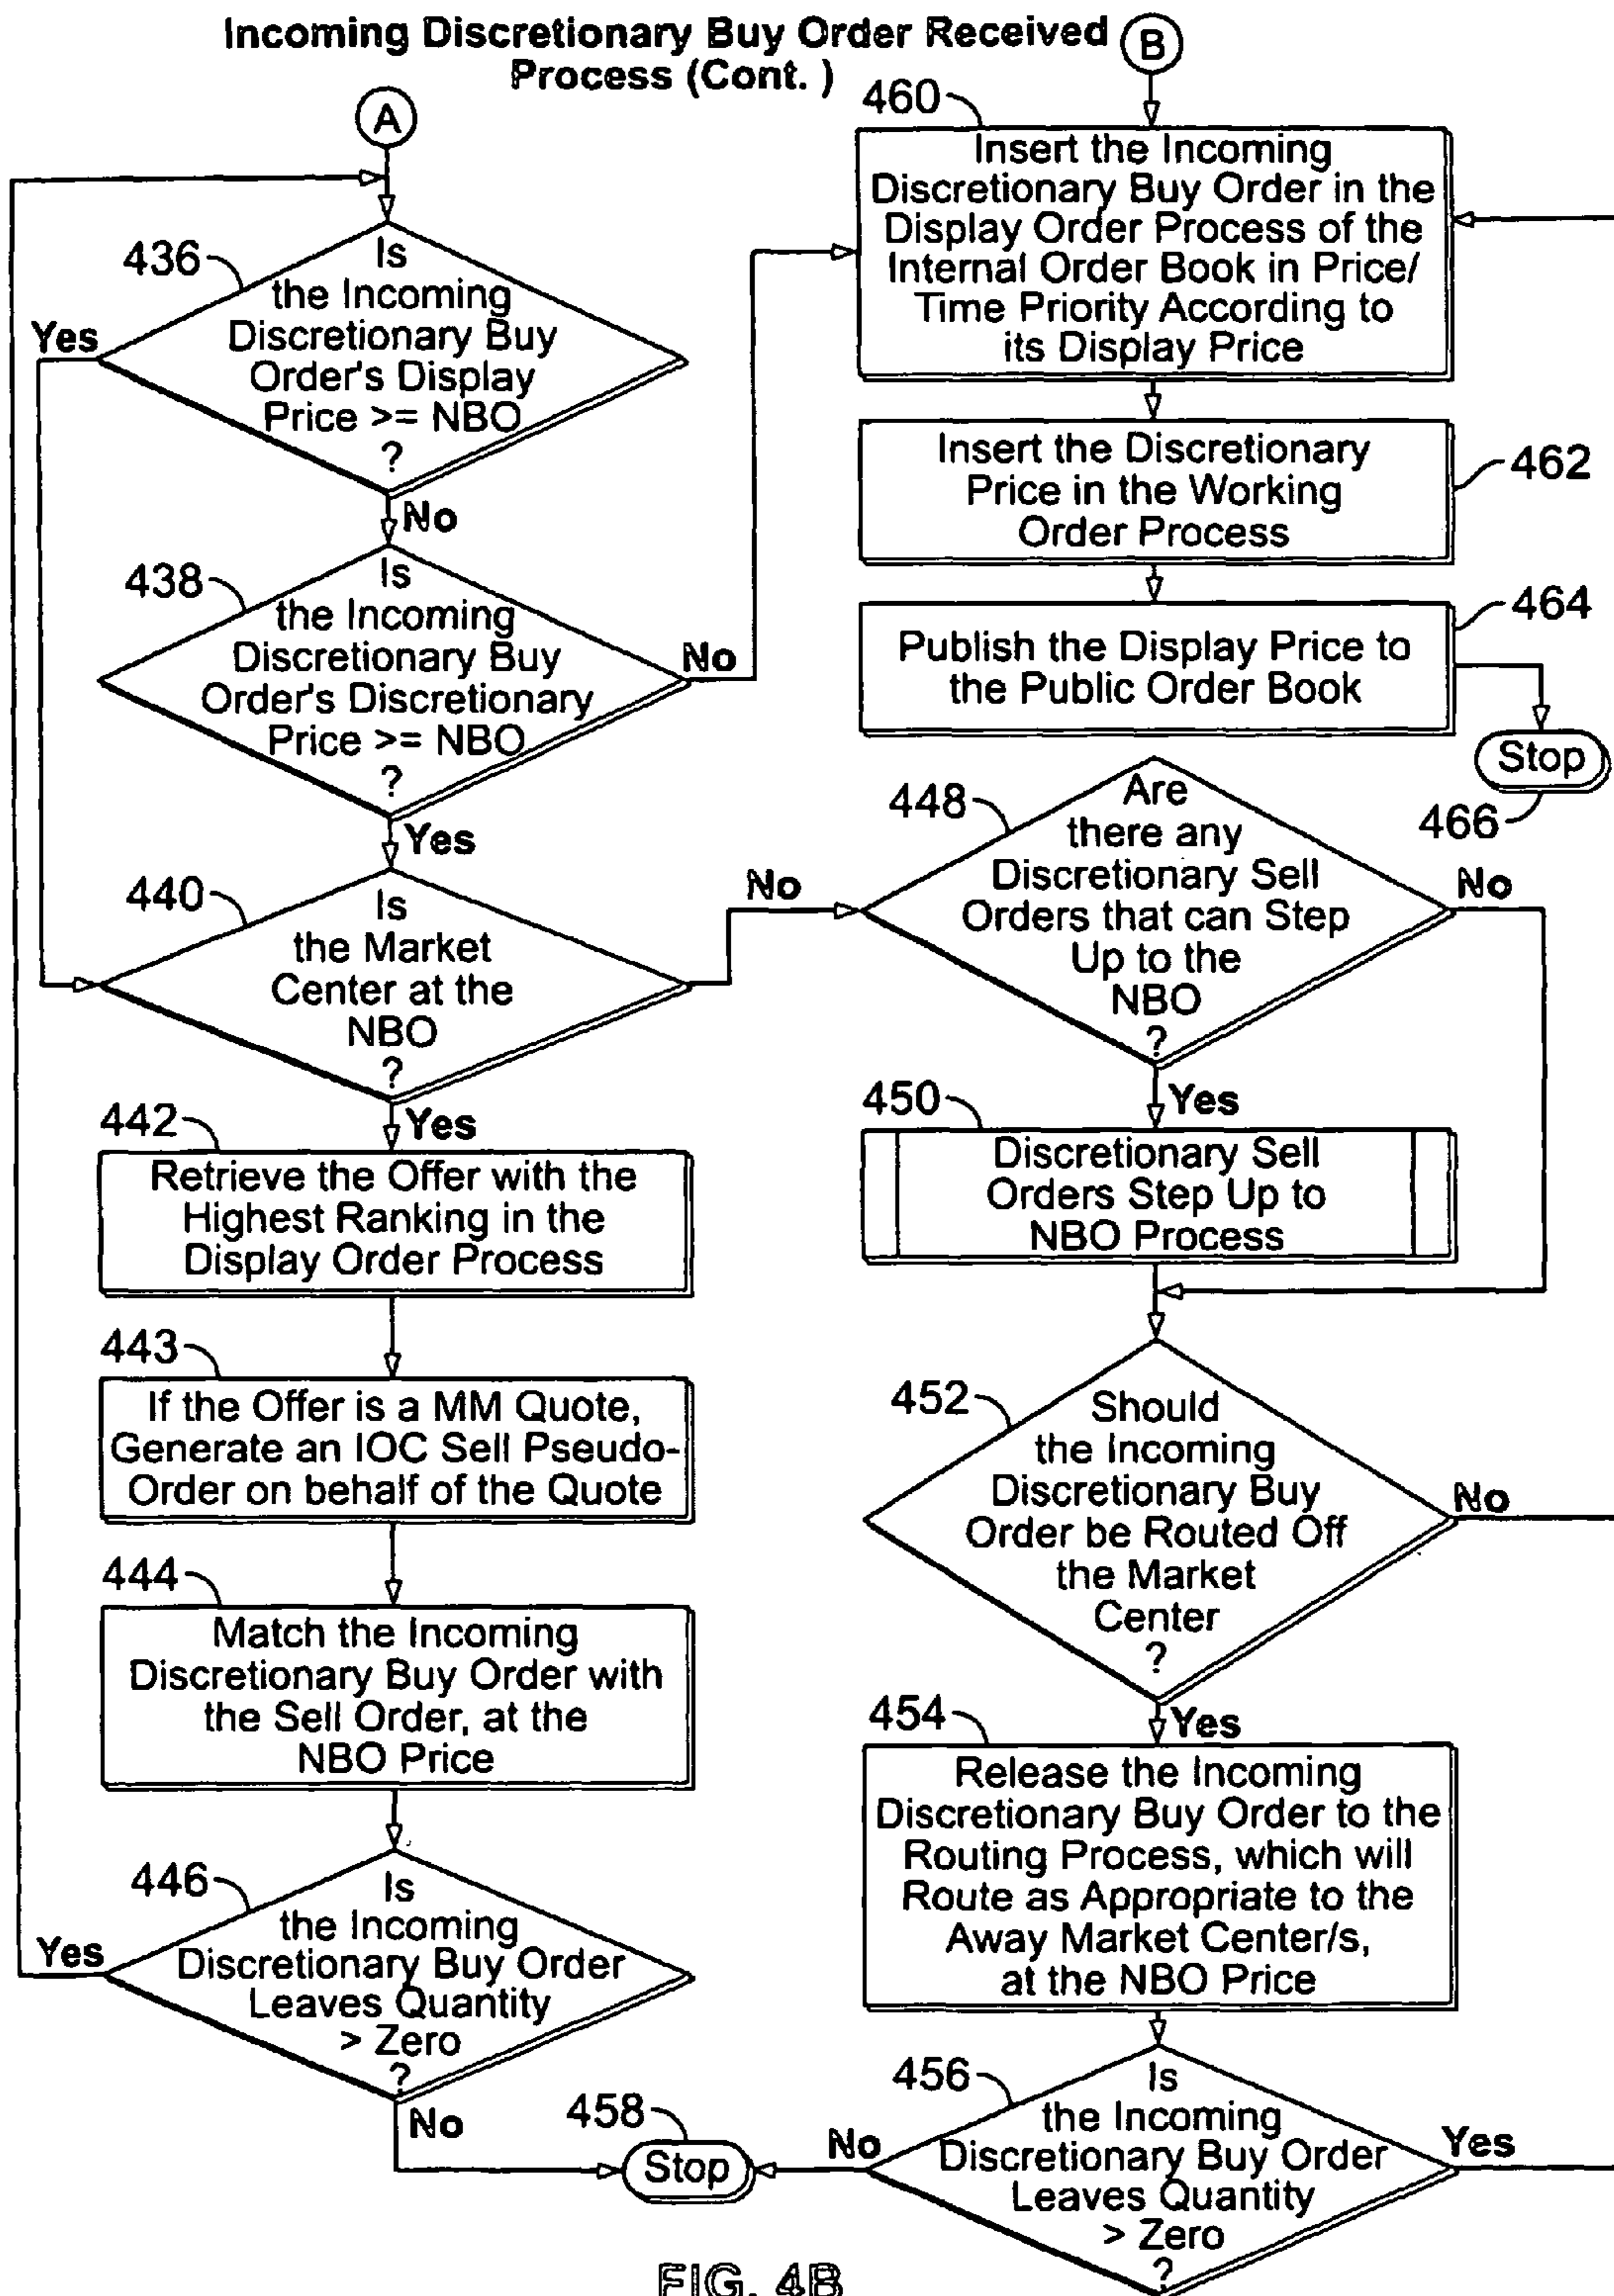 Incoming Discretionary Buy Order Received
Process (Cont. )
A
436
Is
the Incoming
Discretionary Buy
Order's Display
Price >= NBO
?
Yes
No
438
Is
the Incoming
Discretionary Buy
Order's Discretionary
Price >= NBO
?
No
Yes
440
Is
the Market
Center at the
NBO
?
No
Yes
442
Retrieve the Offer with the
Highest Ranking in the
Display Order Process
443
If the Offer is a MM Quote,
Generate an IOC Sell Pseudo-
Order on behalf of the Quote
444
Match the Incoming
Discretionary Buy Order with
the Sell Order, at the
NBO Price
446
Is
the Incoming
Discretionary Buy Order
Leaves Quantity
> Zero
?
Yes
No
458
Stop
B
460
Insert the Incoming
Discretionary Buy Order in the
Display Order Process of the
Internal Order Book in Price/
Time Priority According to
its Display Price
462
Insert the Discretionary
Price in the Working
Order Process
464
Publish the Display Price to
the Public Order Book
Stop
466
448
Are
there any
Discretionary Sell
Orders that can Step
Up to the
NBO
?
No
Yes
450
Discretionary Sell
Orders Step Up to
NBO Process
452
Should
the Incoming
Discretionary Buy
Order be Routed Off
the Market
Center
?
No
Yes
454
Release the Incoming
Discretionary Buy Order to the
Routing Process, which will
Route as Appropriate to the
Away Market Center/s,
at the NBO Price
456
Is
the Incoming
Discretionary Buy Order
Leaves Quantity
> Zero
?
No
Yes
FIG. 4B